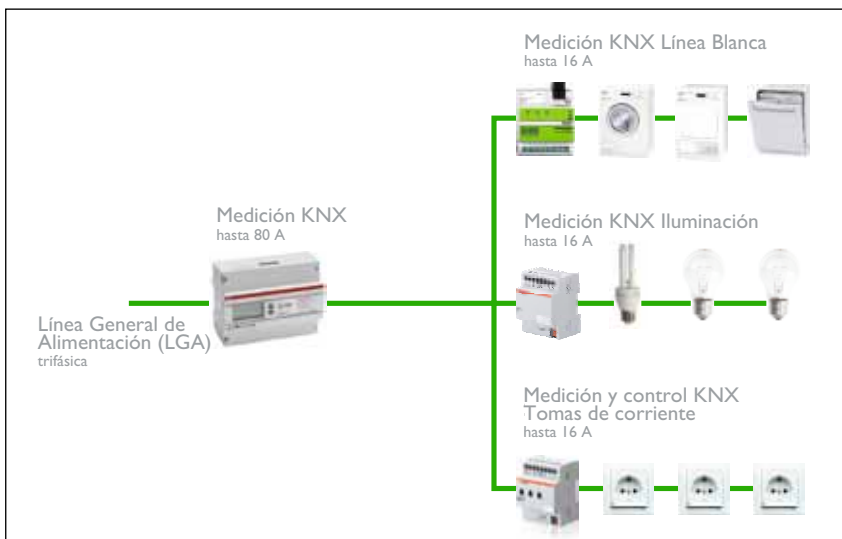 Medición KNX Línea Blanca
hasta 16 A
Medición KNX
hasta 80 A
Medición KNX Iluminación
hasta 16 A
Línea General de
Alimentación (LGA)
trifásica
Medición y control KNX
Tomas de corriente
hasta 16 A